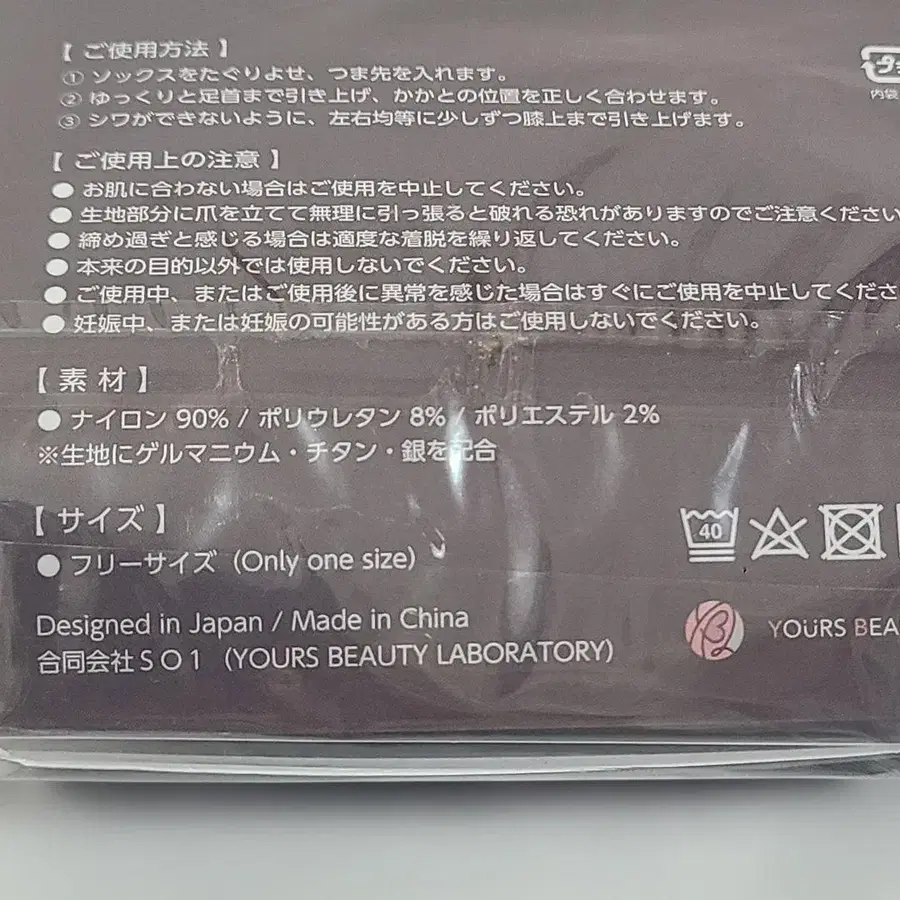 【 ご使用方法 】
① ソックスをたぐりよせ、つま先を入れます。
② ゆっくりと足首まで引き上げ、かかとの位置を正しく合わせます。
③ シワができないように、左右均等に少しずつ膝上まで引き上げます。
プラ
内袋
【 ご使用上の注意 】
● お肌に合わない場合はご使用を中止してください。
● 生地部分に爪を立てて無理に引っ張ると破れる恐れがありますのでご注意ください
● 締め過ぎと感じる場合は適度な着脱を繰り返してください。
● 本来の目的以外では使用しないでください。
● ご使用中、またはご使用後に異常を感じた場合はすぐにご使用を中止してくださ
● 妊娠中、または妊娠の可能性がある方はご使用しないでください。
【 素 材 】
● ナイロン 90% / ポリウレタン 8% / ポリエステル 2%
※生地にゲルマニウム・チタン・銀を配合
【 サイズ 】
● フリーサイズ（Only one size）
40
Designed in Japan / Made in China
合同会社ＳＯ１（YOURS BEAUTY LABORATORY）
YOURS BEA